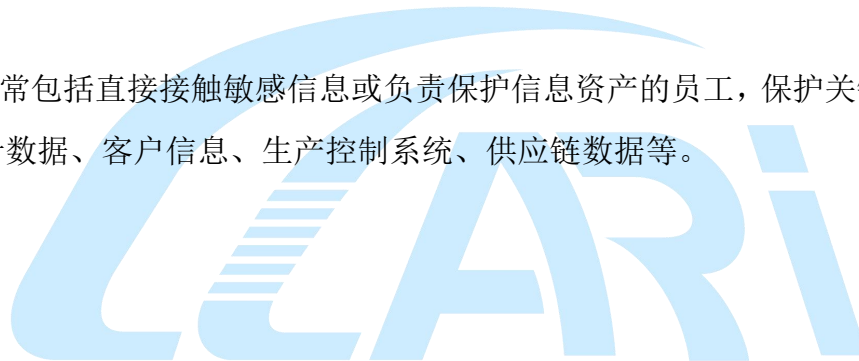 常包括直接接触敏感信息或负责保护信息资产的员工，保护关
数据、客户信息、生产控制系统、供应链数据等。
CCARi